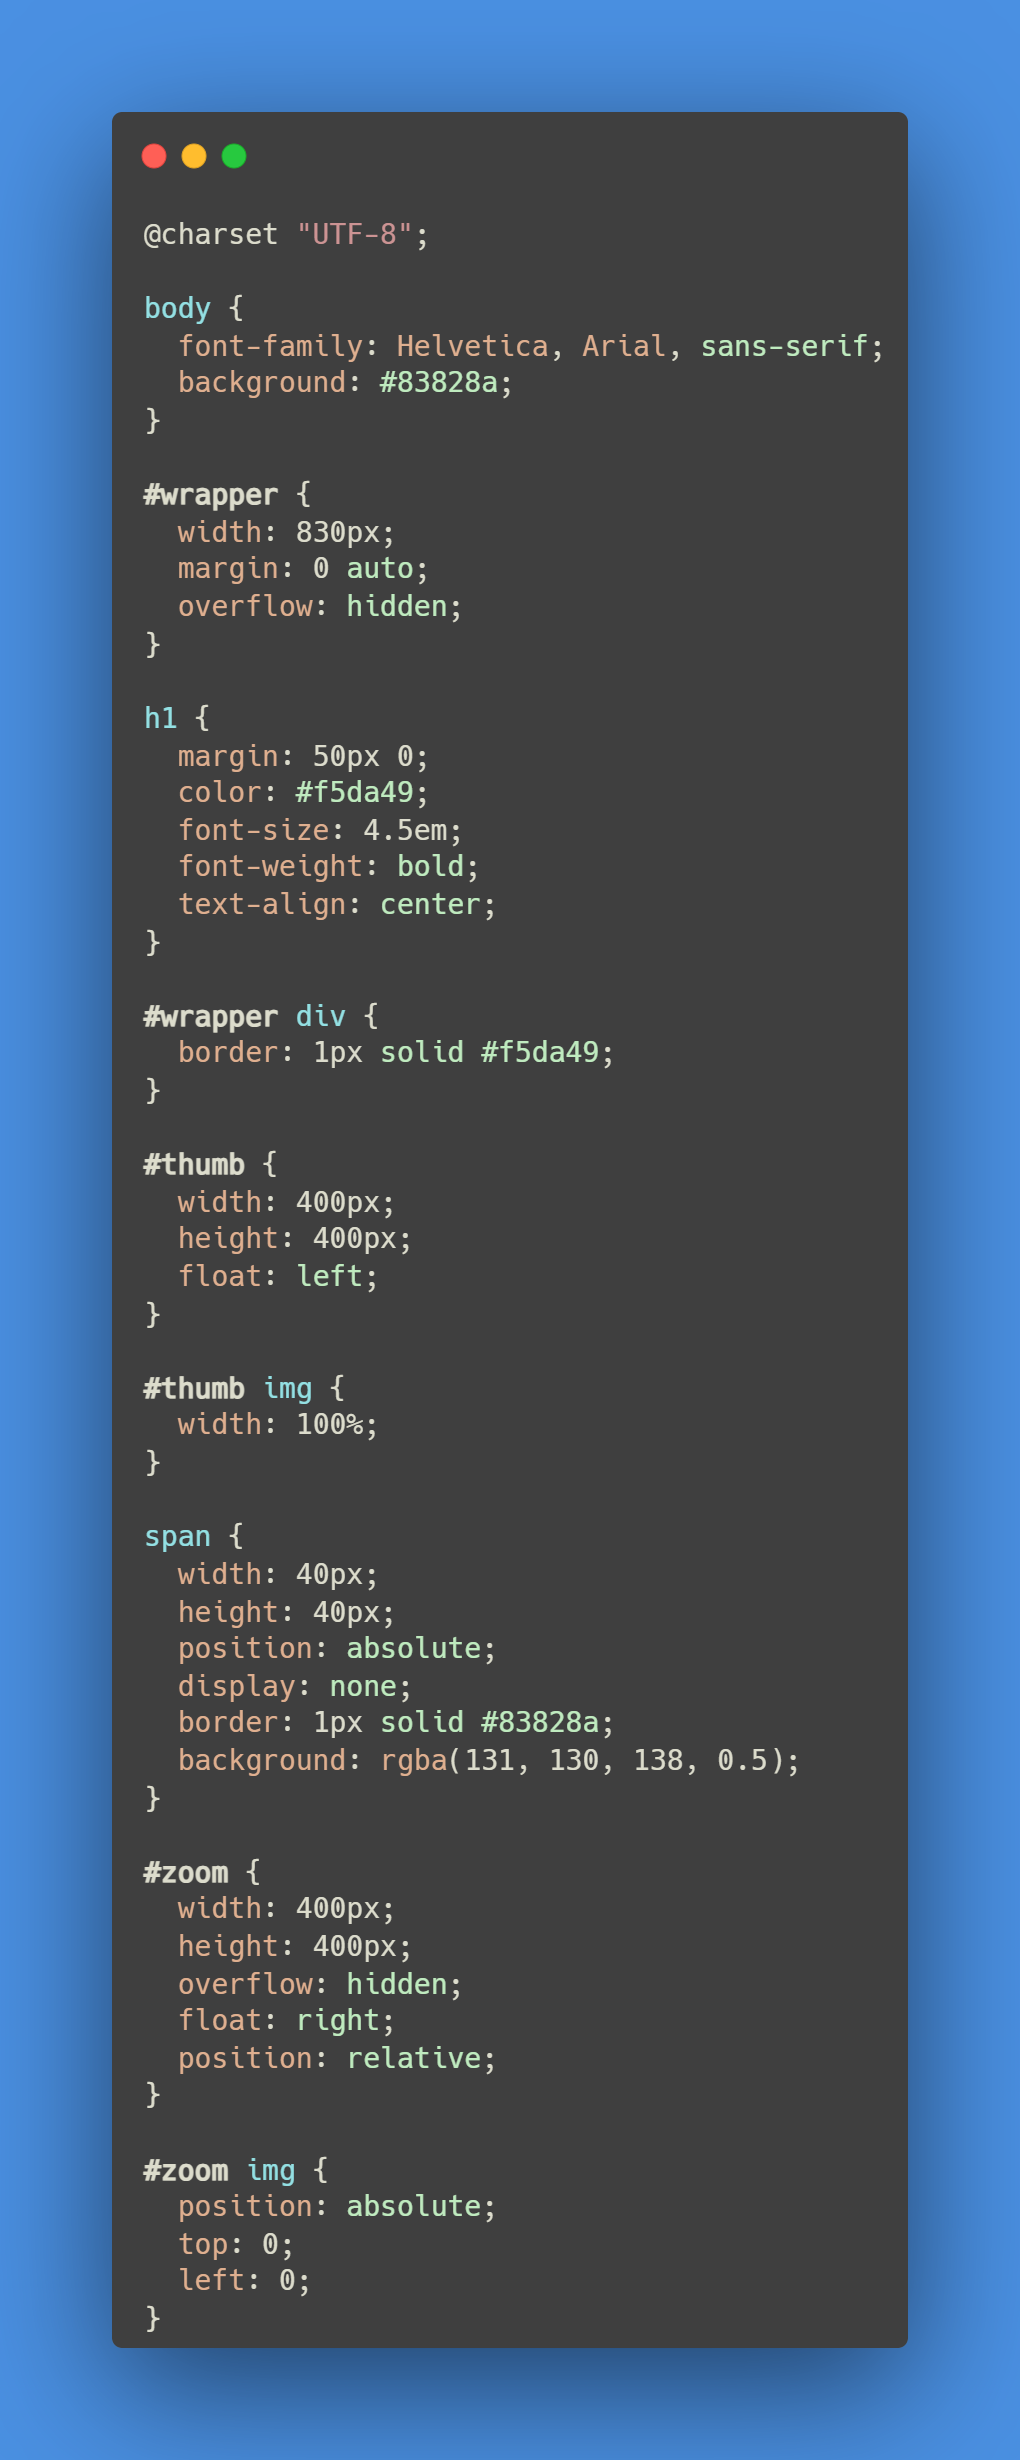 @charset "UTF-8";

body {
  font-family: Helvetica, Arial, sans-serif;
  background: #83828a;
}

#wrapper {
  width: 830px;
  margin: 0 auto;
  overflow: hidden;
}

h1 {
  margin: 50px 0;
  color: #f5da49;
  font-size: 4.5em;
  font-weight: bold;
  text-align: center;
}

#wrapper div {
  border: 1px solid #f5da49;
}

#thumb {
  width: 400px;
  height: 400px;
  float: left;
}

#thumb img {
  width: 100%;
}

span {
  width: 40px;
  height: 40px;
  position: absolute;
  display: none;
  border: 1px solid #83828a;
  background: rgba(131, 130, 138, 0.5);
}

#zoom {
  width: 400px;
  height: 400px;
  overflow: hidden;
  float: right;
  position: relative;
}

#zoom img {
  position: absolute;
  top: 0;
  left: 0;
}